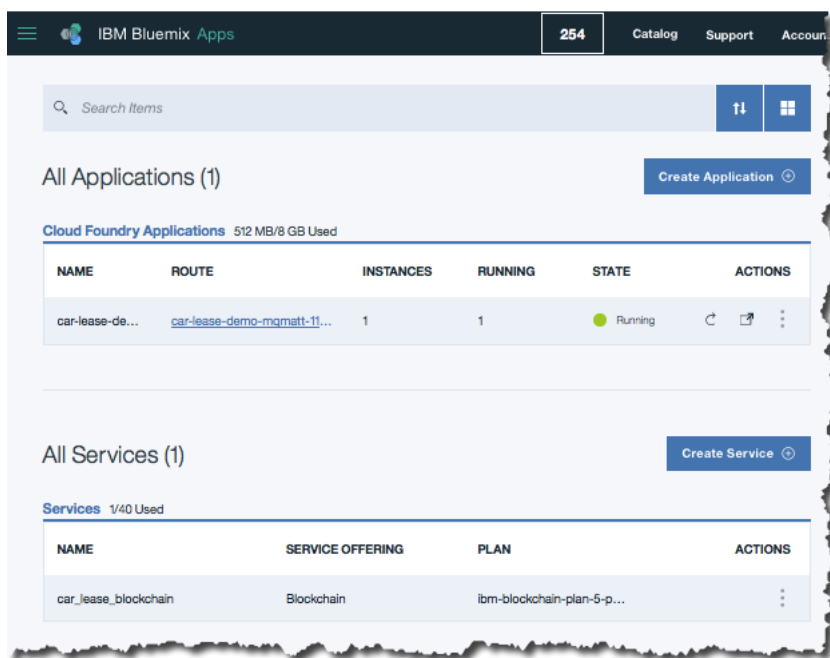 IBM Bluemix Apps 254 Catalog Support Accoun
Search Items
All Applications (1) Create Application
Cloud Foundry Applications 512 MB/8 GB Used
NAME ROUTE INSTANCES RUNNING STATE ACTIONS
car-lease-de... car-lease-demo-mqmatt-11... 1 1 Running
All Services (1) Create Service
Services 1/40 Used
NAME SERVICE OFFERING PLAN ACTIONS
car_lease_blockchain Blockchain ibm-blockchain-plan-5-p...